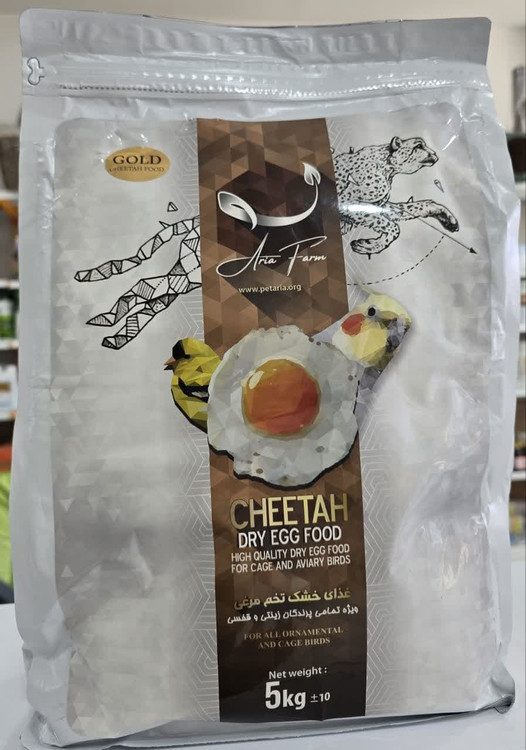 GOLD
CHEETAH FOOD
Aria Farm
www.petaria.org
CHEETAH
DRY EGG FOOD
HIGH QUALITY DRY EGG FOOD
FOR CAGE AND AVIARY BIRDS
غذای خشک تخم مرغی
ویژه تمامی پرندگان زینتی و قفسی
FOR ALL ORNAMENTAL
AND CAGE BIRDS
Net weight :
5kg ±10